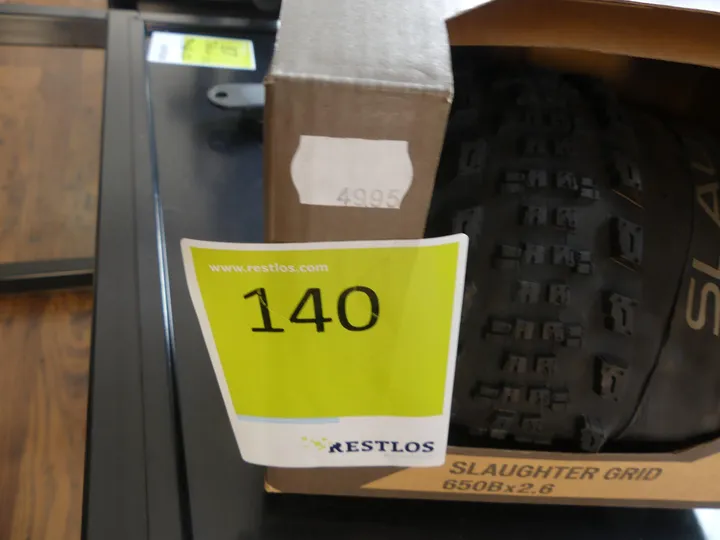 4995
www.restlos.com
140
RESTLOS
SLAUGHTER GRID
650Bx2.6